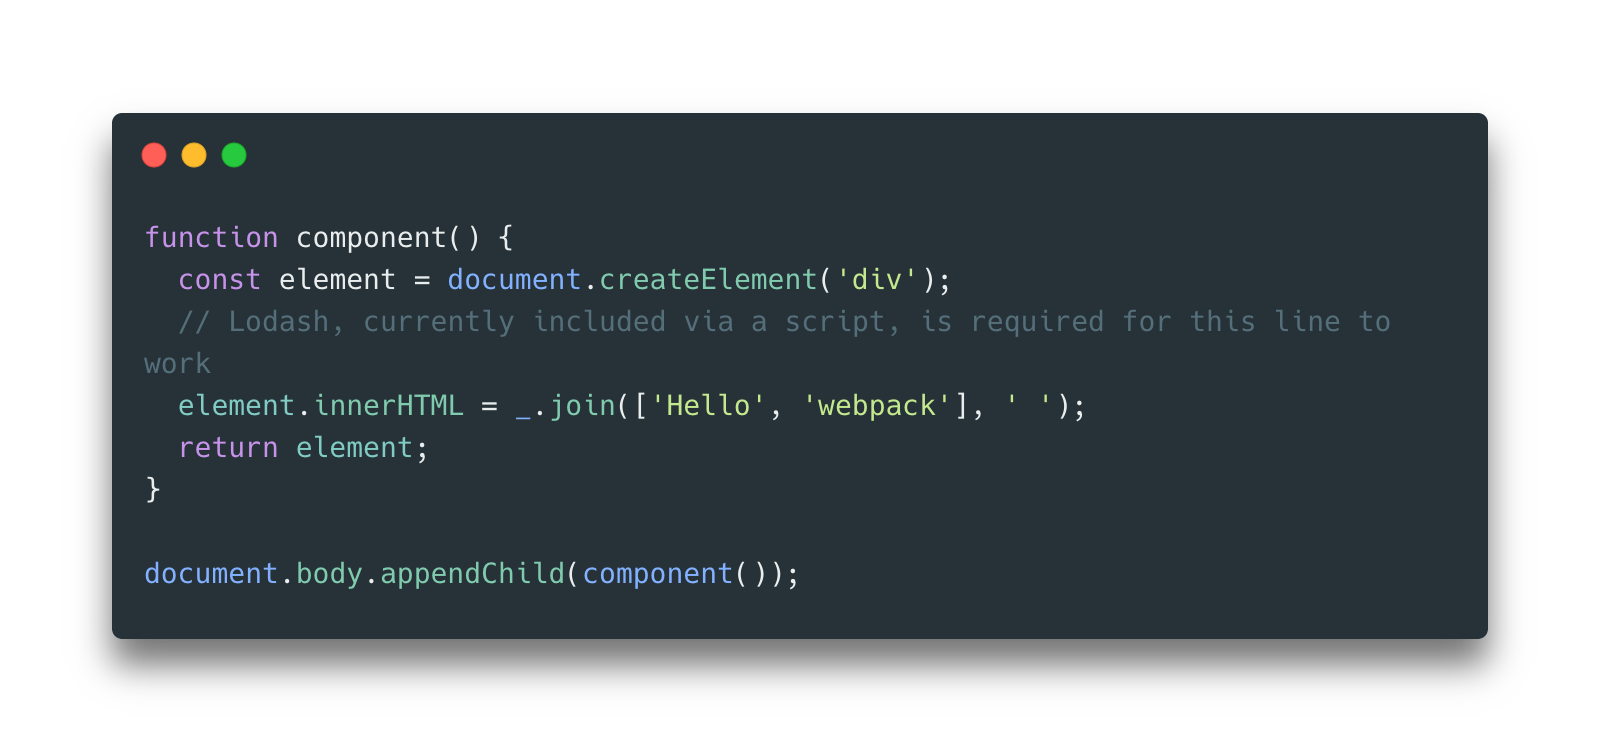 function component() {
  const element = document.createElement('div');
  // Lodash, currently included via a script, is required for this line to
work
  element.innerHTML = _.join(['Hello', 'webpack'], ' ');
  return element;
}

document.body.appendChild(component());